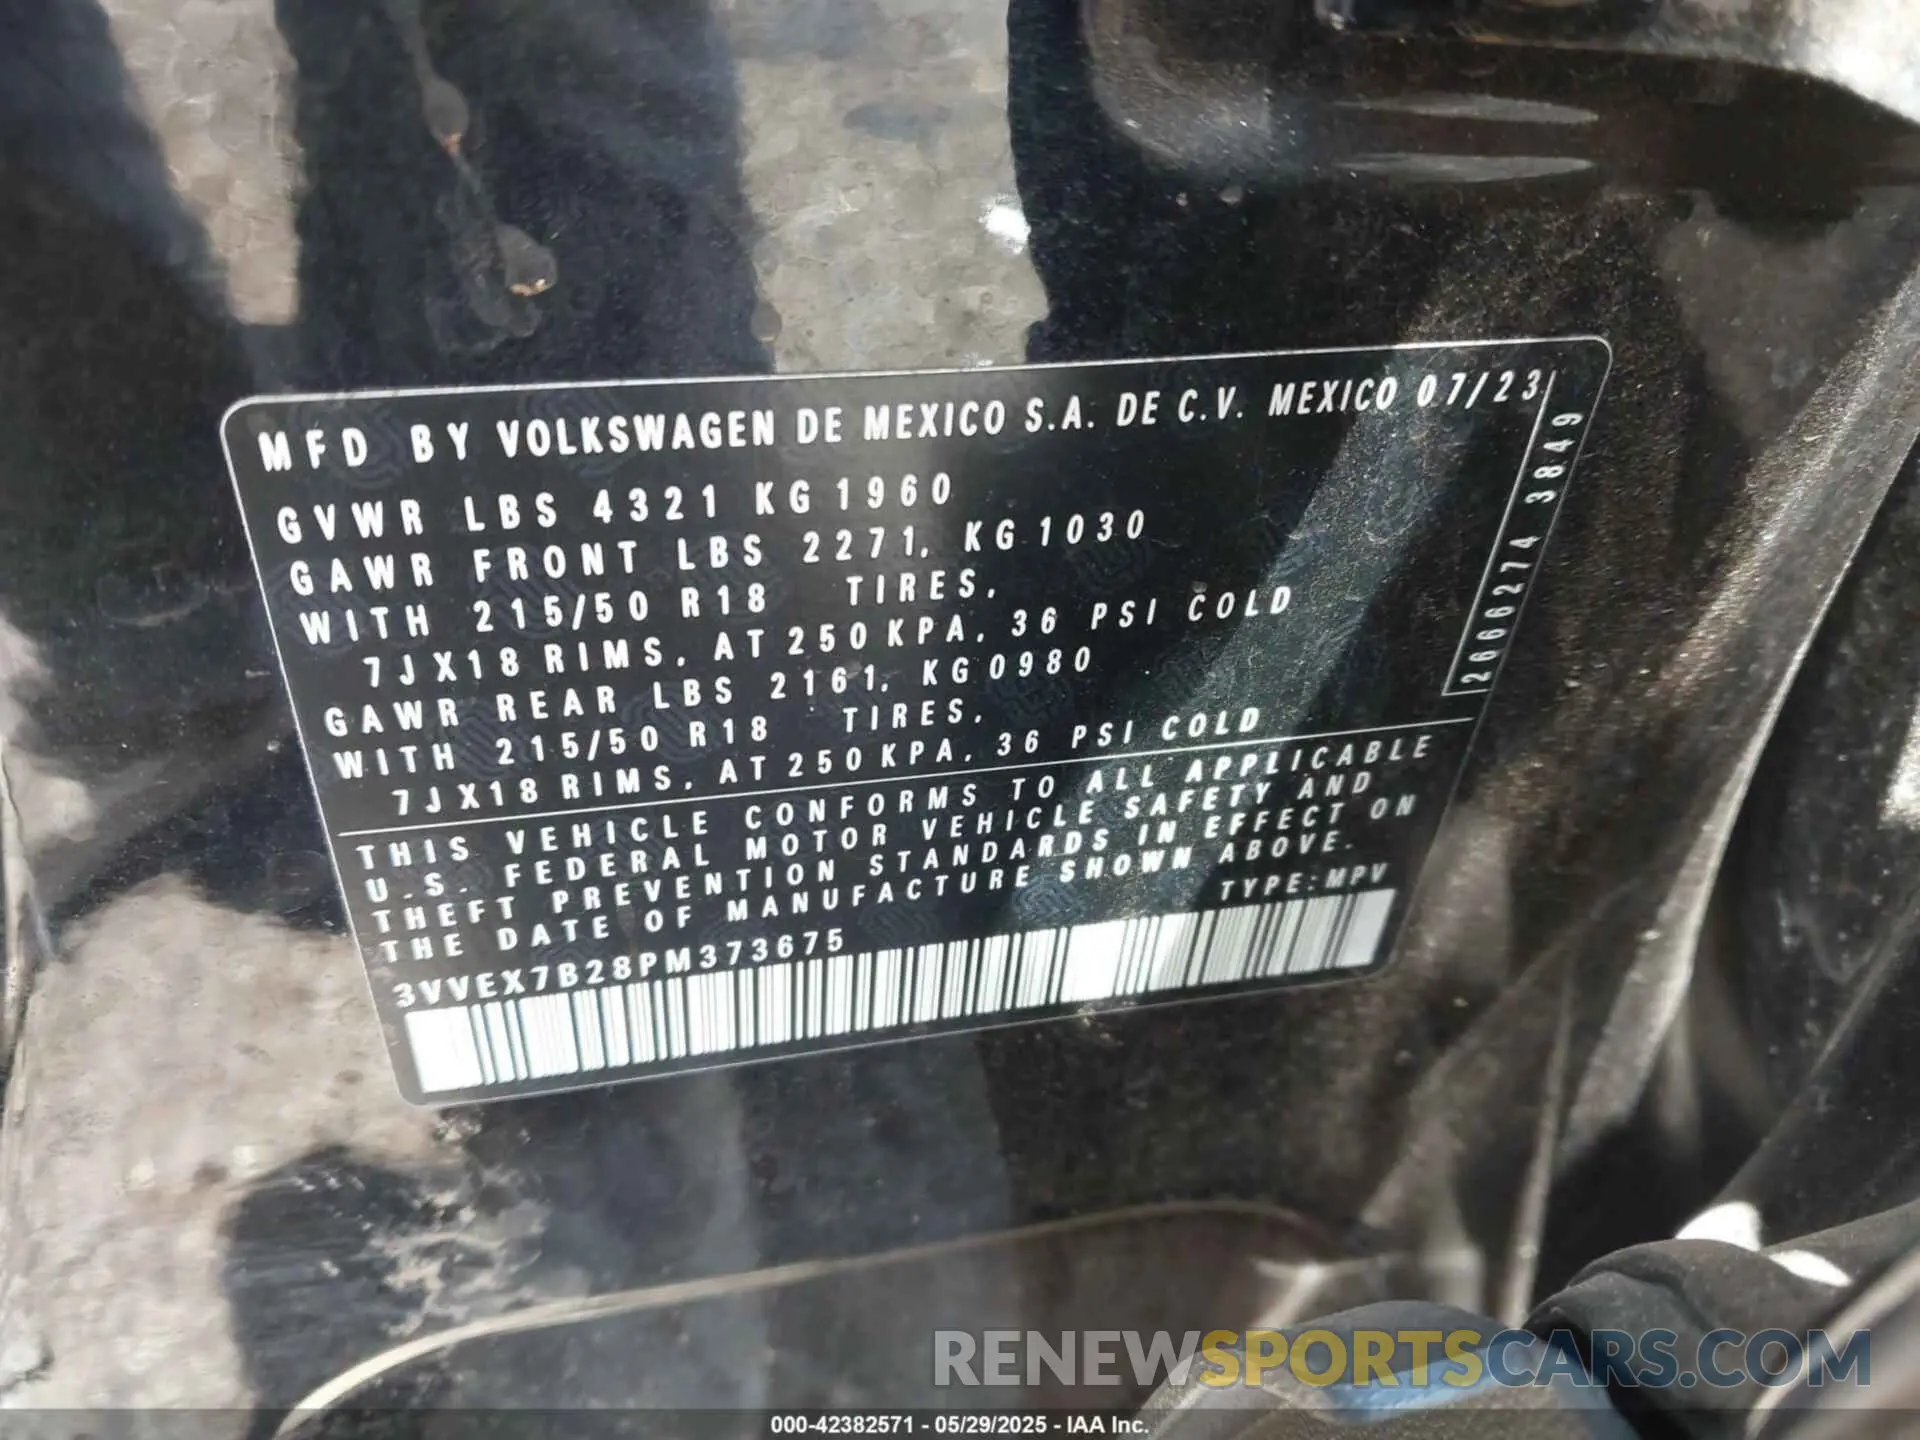 MFD BY VOLKSWAGEN DE MEXICO S.A. DE C.V. MEXICO 07/23
GVWR LBS 4321 KG 1960
GAWR FRONT LBS 2271, KG 1030
WITH 215/50 R18 TIRES,
7JX18 RIMS, AT 250 KPA, 36 PSI COLD
GAWR REAR LBS 2161, KG 0980
WITH 215/50 R18 TIRES,
7JX18 RIMS, AT 250 KPA, 36 PSI COLD
2666274 3849
THIS VEHICLE CONFORMS TO ALL APPLICABLE
U.S. FEDERAL MOTOR VEHICLE SAFETY AND
THEFT PREVENTION STANDARDS IN EFFECT ON
THE DATE OF MANUFACTURE SHOWN ABOVE.
TYPE:MPV
3VVEX7B28PM373675
RENEWSPORTSCARS.COM
000-42382571 - 05/29/2025 - IAA Inc.